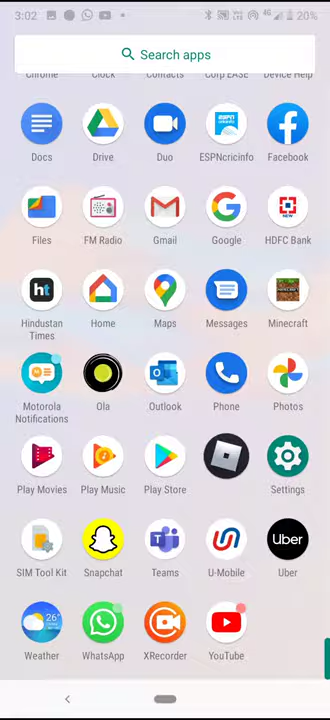 3:02 4G 20%
Search apps
Chrome Clock Contacts Corp EASE Device Help
Docs Drive Duo ESPNcricinfo Facebook
Files FM Radio Gmail Google HDFC Bank
Hindustan Times Home Maps Messages Minecraft
Motorola Notifications Ola Outlook Phone Photos
Play Movies Play Music Play Store Settings
SIM Tool Kit Snapchat Teams U-Mobile Uber
Weather WhatsApp XRecorder YouTube